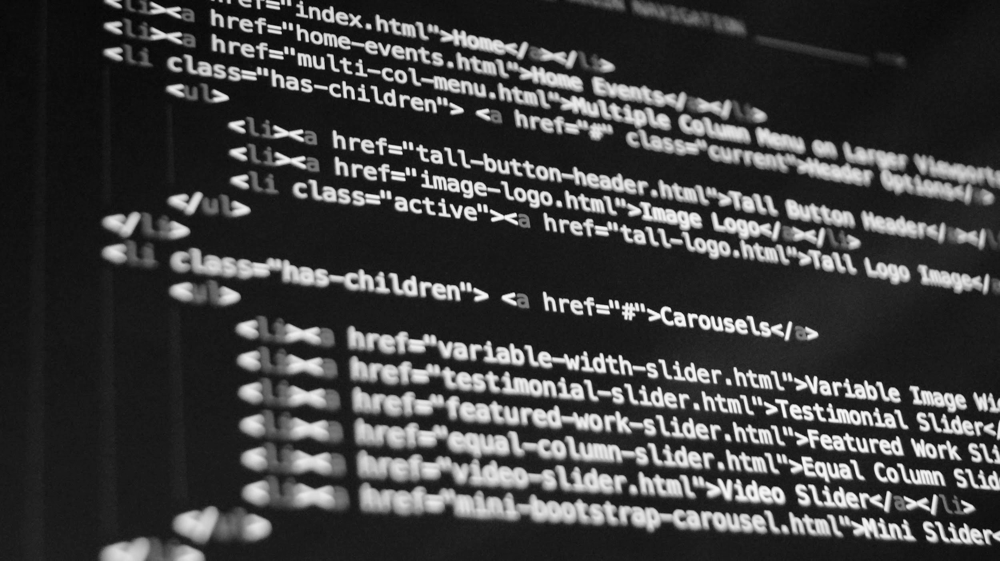 NAVIGATION
href="index.html">Home</a></li>
<li><a href="home-events.html">Home Events</a></li>
<li><a href="multi-col-menu.html">Multiple Column Menu on Larger Viewports
<li class="has-children"> <a href="#" class="current">Header Options</a>
<ul>
<li><a href="tall-button-header.html">Tall Button Header</a></li
<li><a href="image-logo.html">Image Logo</a></li>
<li class="active"><a href="tall-logo.html">Tall Logo Image</a
</ul>
</li>
<li class="has-children"> <a href="#">Carousels</a>
<ul>
<li><a href="variable-width-slider.html">Variable Image
<li><a href="testimonial-slider.html">Testimonial Slider</
<li><a href="featured-work-slider.html">Featured Work
<li><a href="equal-column-slider.html">Equal Column
<li><a href="video-slider.html">Video Slider</a></li>
<li><a href="mini-bootstrap-carousel.html">Mini Slider<
</ul>